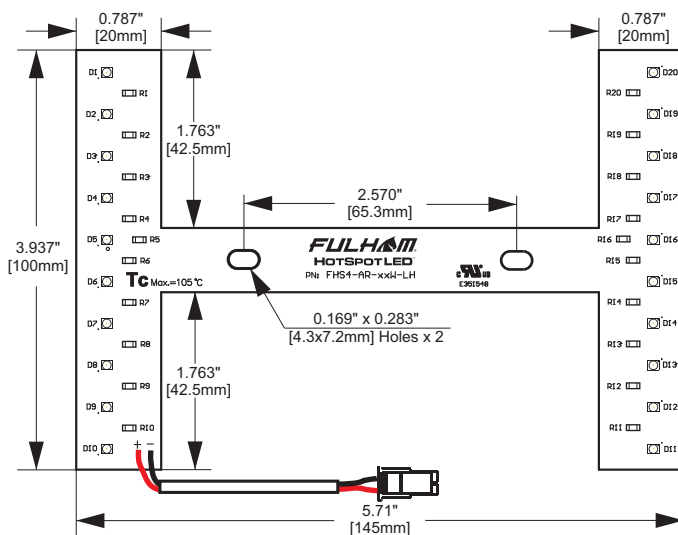 0.787"
[20mm]
0.787"
[20mm]
D1
D2
D3
D4
D5
D6
D7
D8
D9
D10
R1
R2
R3
R4
R5
R6
R7
R8
R9
R10
1.763"
[42.5mm]
3.937"
[100mm]
2.570"
[65.3mm]
FULHAM
HOTSPOTLED™
PN: FHS4-AR-xxW-LH
c UL US
E351548
Tc Max.=105℃
0.169" x 0.283"
[4.3x7.2mm] Holes x 2
1.763"
[42.5mm]
+ −
D20
D19
D18
D17
D16
D15
D14
D13
D12
D11
R20
R19
R18
R17
R16
R15
R14
R13
R12
R11
5.71"
[145mm]